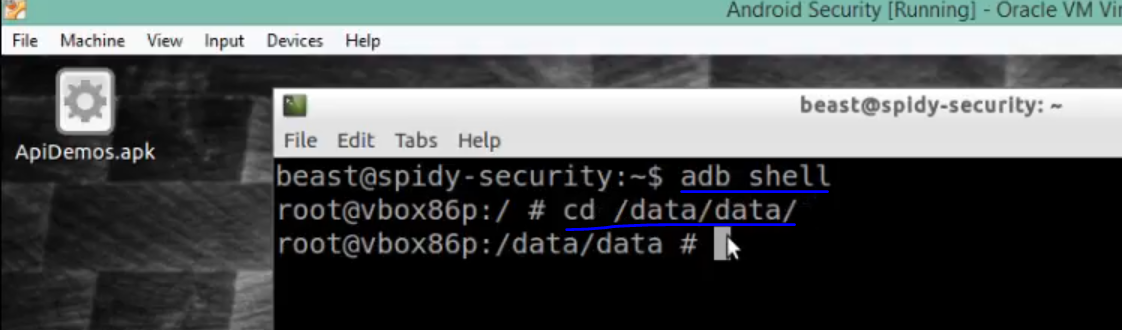 Android Security [Running] - Oracle VM
File Machine View Input Devices Help
ApiDemos.apk
beast@spidy-security: ~
File Edit Tabs Help
beast@spidy-security:~$ adb shell
root@vbox86p:/ # cd /data/data/
root@vbox86p:/data/data #